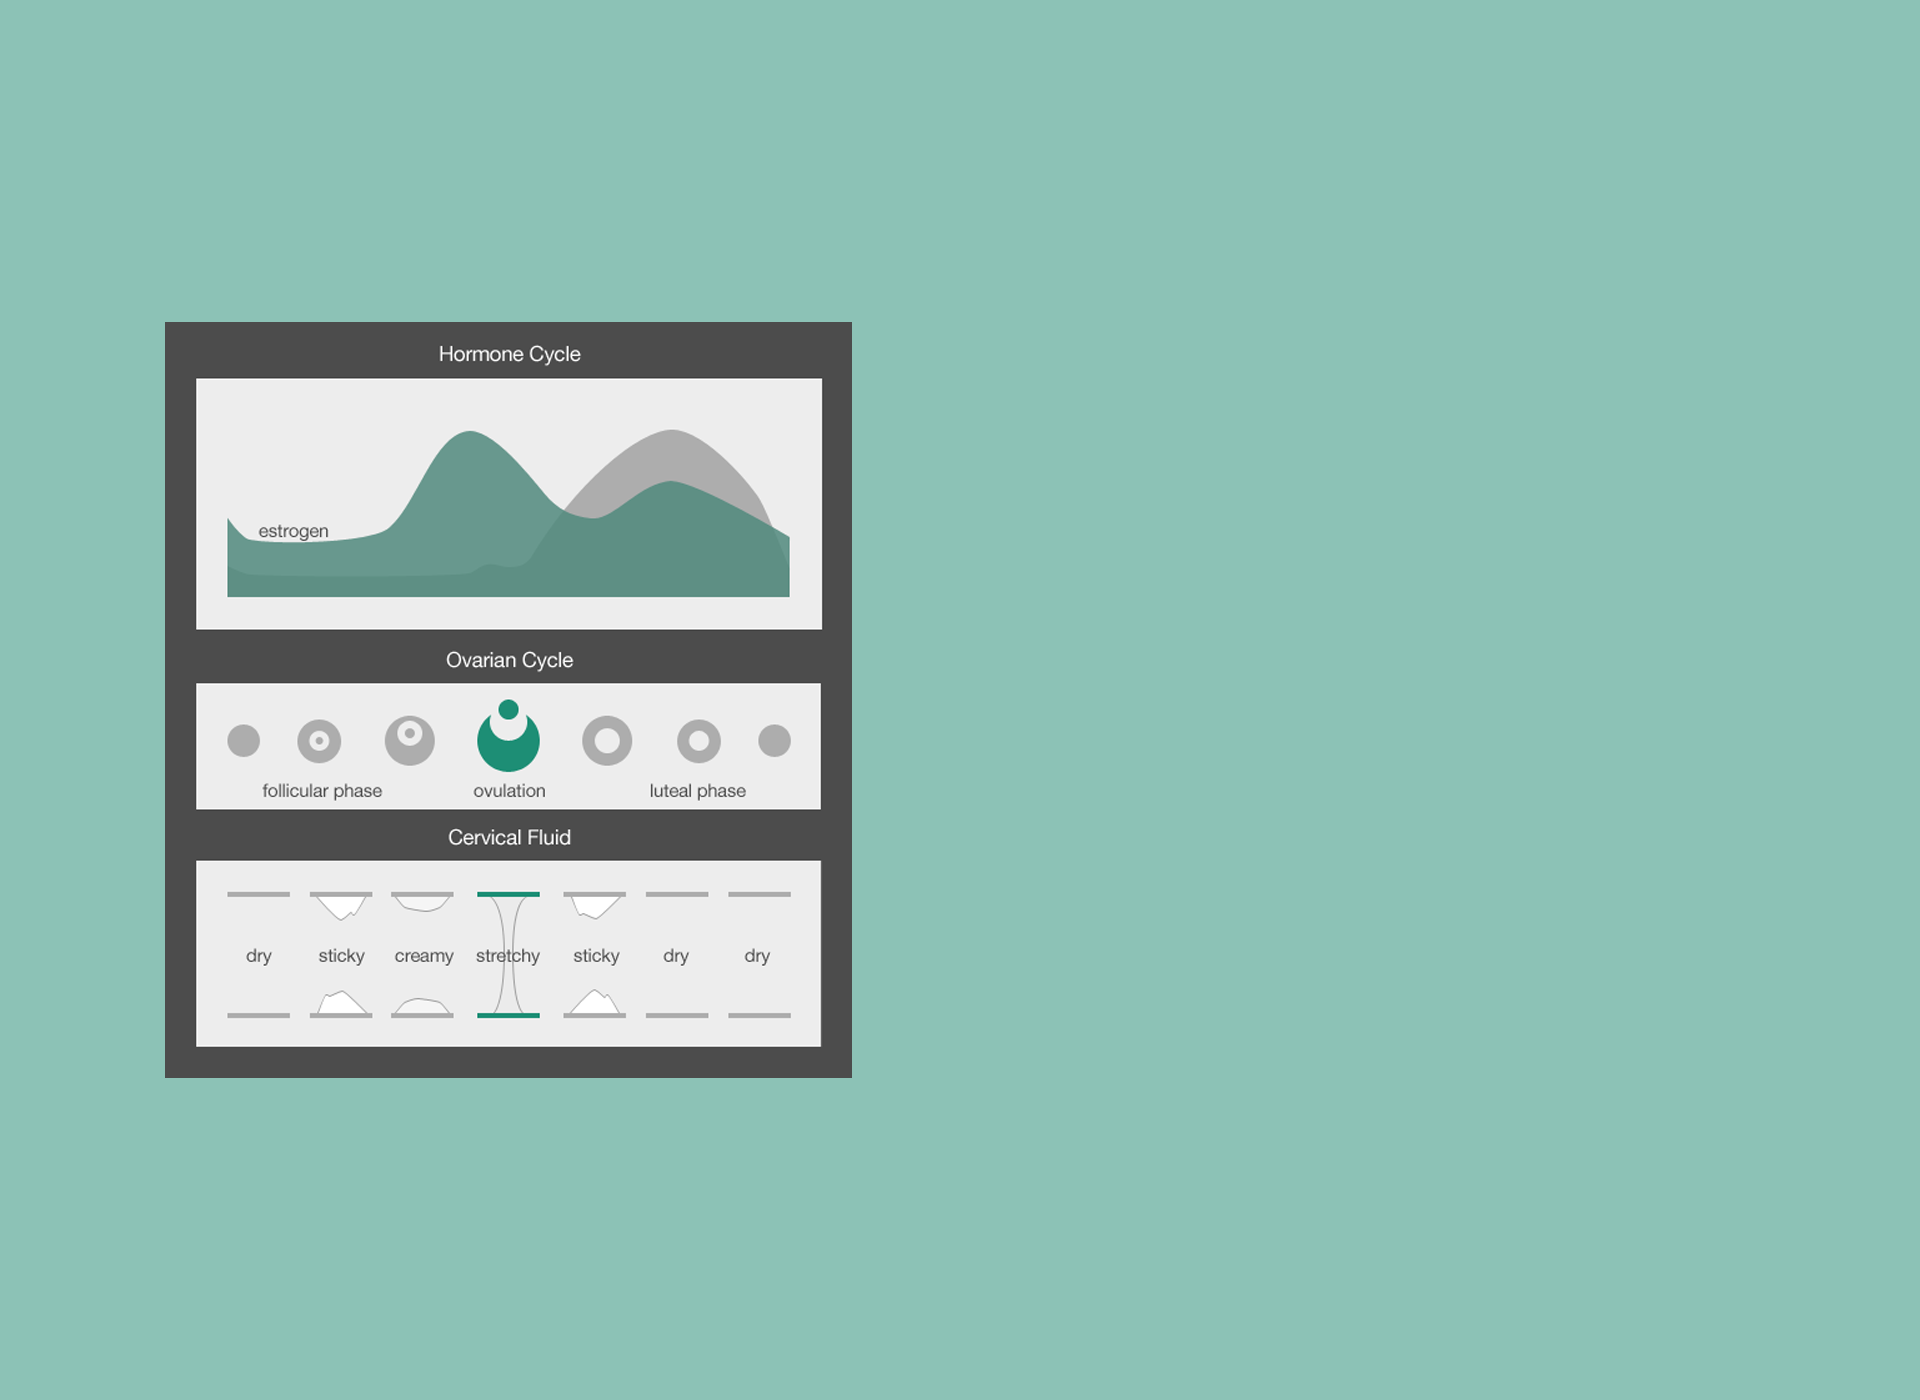 Hormone Cycle
estrogen
Ovarian Cycle
follicular phase ovulation luteal phase
Cervical Fluid
dry sticky creamy stretchy sticky dry dry